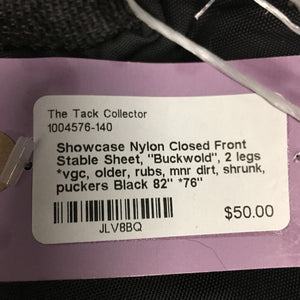 The Tack Collector
1004576-140
Showcase Nylon Closed Front
Stable Sheet, "Buckwold", 2 legs
*vgc, older, rubs, mnr dirt, shrunk,
puckers Black 82" *76"
$50.00
JLV8BQ